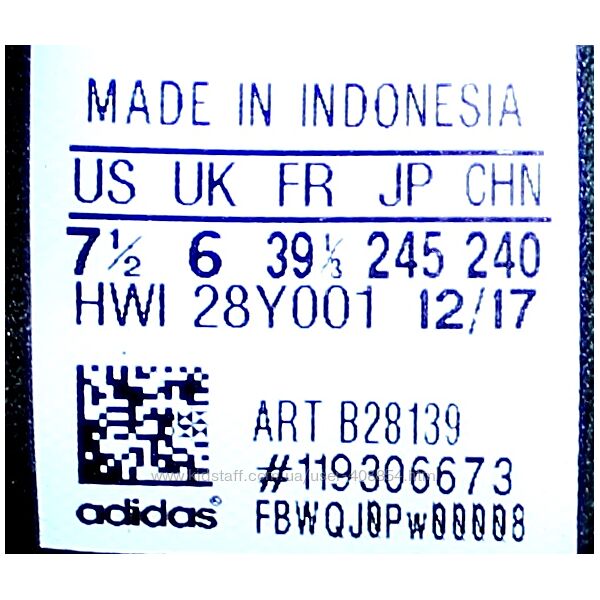 MADE IN INDONESIA
US UK FR JP CHN
7½ 6 39⅓ 245 240
HWI 28Y001 12/17
ART B28139
#119306673
adidas®
FBWQJ0Pw00008